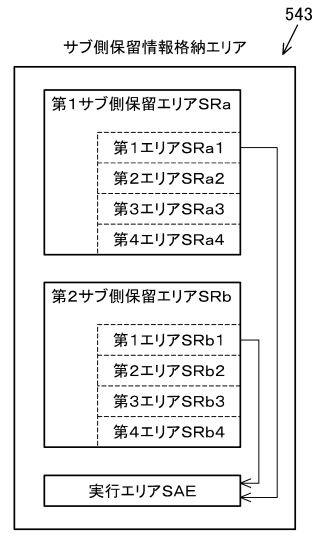 543
サブ側保留情報格納エリア
第1サブ側保留エリアSRa
第1エリアSRa1
第2エリアSRa2
第3エリアSRa3
第4エリアSRa4
第2サブ側保留エリアSRb
第1エリアSRb1
第2エリアSRb2
第3エリアSRb3
第4エリアSRb4
実行エリアSAE